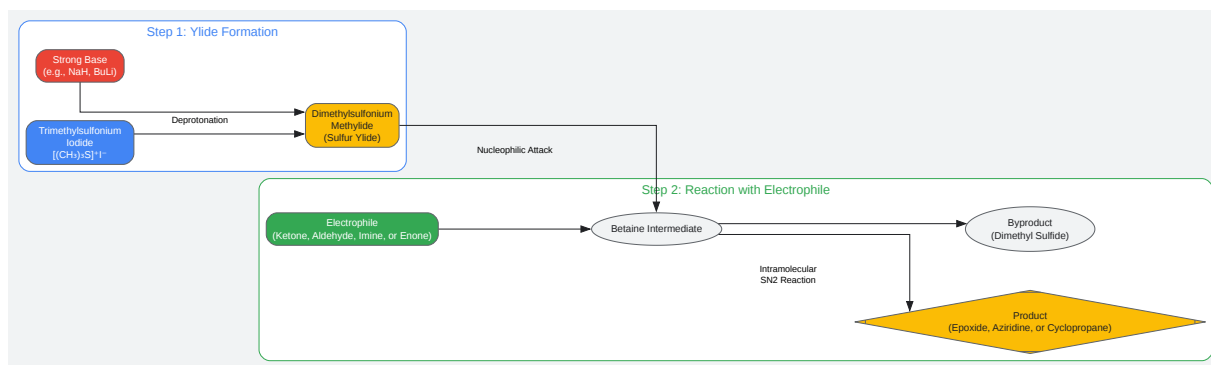 Step 1: Ylide Formation
Strong Base
(e.g., NaH, BuLi)
Deprotonation
Trimethylsulfonium
Iodide
[(CH₃)₃S]⁺I⁻
Dimethylsulfonium
Methylide
(Sulfur Ylide)
Nucleophilic Attack
Step 2: Reaction with Electrophile
Electrophile
(Ketone, Aldehyde, Imine, or Enone)
Betaine Intermediate
Byproduct
(Dimethyl Sulfide)
Intramolecular
SN2 Reaction
Product
(Epoxide, Aziridine, or Cyclopropane)